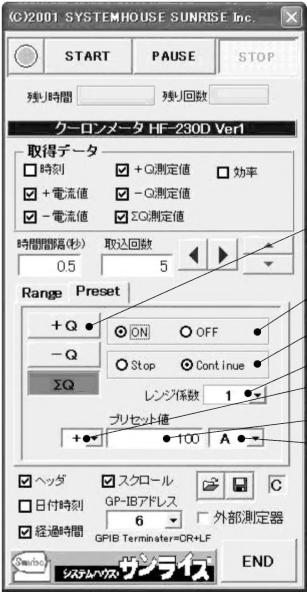 (C)2001 SYSTEMHOUSE SUNRISE Inc.
START PAUSE STOP
残り時間 残り回数
クーロンメータ HF-230D Ver1
取得データ
時刻 +Q測定値 効率
+電流値 -Q測定値
-電流値 ΣQ測定値
時間間隔(秒) 取込回数
0.5 5
Range Preset
+Q ON OFF
-Q Stop Continue
ΣQ
レンジ係数 1
プリセット値
+ 100 A
ヘッダ スクロール C
日付時刻 GP-IBアドレス
6 外部測定器
経過時間
GPIB Terminater=CR+LF
Sunrise システムハウス サンライズ END